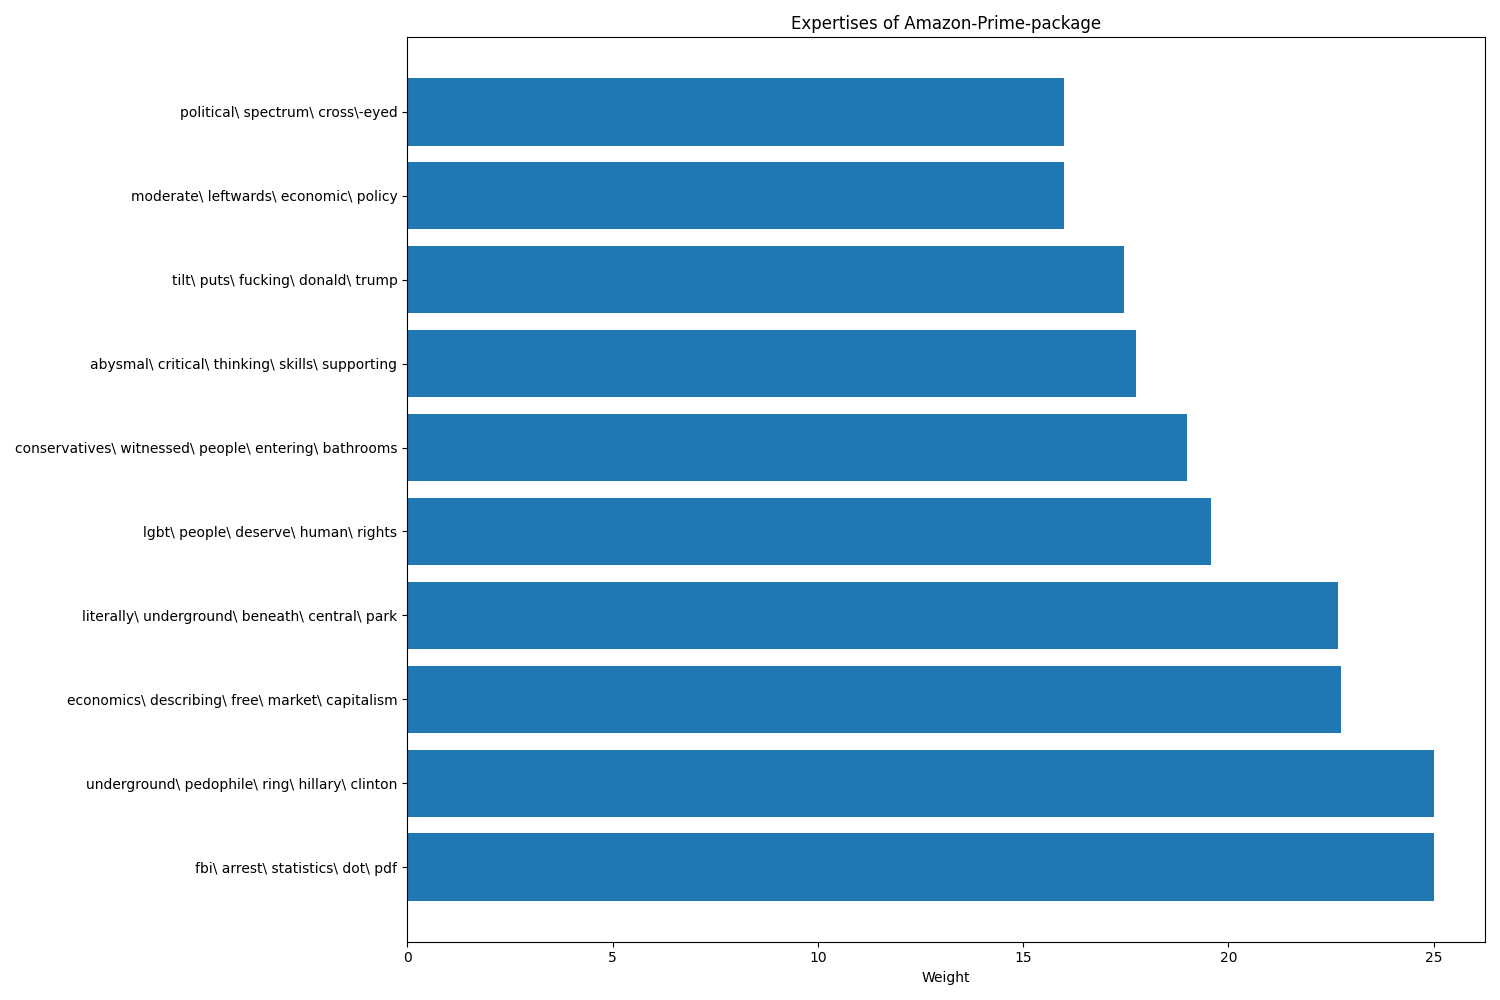 Expertises of Amazon-Prime-package
political\ spectrum\ cross\-eyed
moderate\ leftwards\ economic\ policy
tilt\ puts\ fucking\ donald\ trump
abysmal\ critical\ thinking\ skills\ supporting
conservatives\ witnessed\ people\ entering\ bathrooms
lgbt\ people\ deserve\ human\ rights
literally\ underground\ beneath\ central\ park
economics\ describing\ free\ market\ capitalism
underground\ pedophile\ ring\ hillary\ clinton
fbi\ arrest\ statistics\ dot\ pdf
0 5 10 15 20 25
Weight